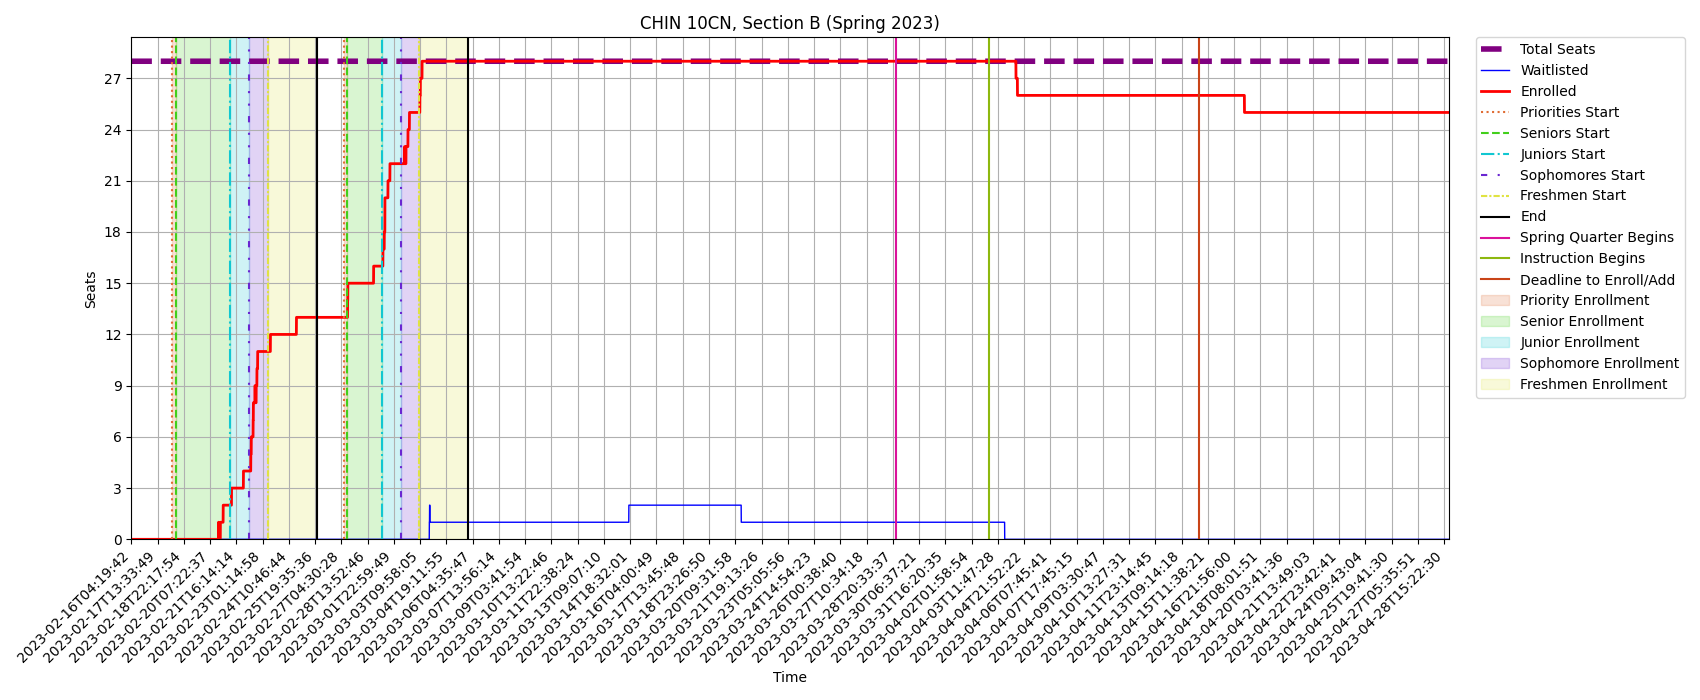 CHIN 10CN, Section B (Spring 2023)
Seats
27
24
21
18
15
12
9
6
3
0
2023-02-16T04:19:42
2023-02-17T13:33:49
2023-02-18T22:17:54
2023-02-20T07:22:37
2023-02-21T16:14:14
2023-02-23T01:14:58
2023-02-24T10:46:44
2023-02-25T19:35:36
2023-02-27T04:30:28
2023-02-28T13:52:46
2023-03-01T22:59:49
2023-03-03T09:58:05
2023-03-04T19:11:55
2023-03-06T04:35:47
2023-03-07T13:56:14
2023-03-09T03:41:54
2023-03-10T13:22:46
2023-03-11T22:38:24
2023-03-13T09:07:10
2023-03-14T18:32:01
2023-03-16T04:00:49
2023-03-17T13:45:48
2023-03-18T23:26:50
2023-03-20T09:31:58
2023-03-21T19:13:26
2023-03-23T05:05:56
2023-03-24T14:54:23
2023-03-26T00:38:40
2023-03-27T10:34:18
2023-03-28T20:33:37
2023-03-30T06:37:21
2023-03-31T16:20:35
2023-04-02T01:58:54
2023-04-03T11:47:28
2023-04-04T21:52:22
2023-04-06T07:45:41
2023-04-07T17:45:15
2023-04-09T03:30:47
2023-04-10T13:27:31
2023-04-11T23:14:45
2023-04-13T09:14:18
2023-04-15T11:38:21
2023-04-16T21:56:00
2023-04-18T08:01:51
2023-04-20T03:41:36
2023-04-21T13:49:03
2023-04-22T23:42:41
2023-04-24T09:43:04
2023-04-25T19:41:30
2023-04-27T05:35:51
2023-04-28T15:22:30
Time
Total Seats
Waitlisted
Enrolled
Priorities Start
Seniors Start
Juniors Start
Sophomores Start
Freshmen Start
End
Spring Quarter Begins
Instruction Begins
Deadline to Enroll/Add
Priority Enrollment
Senior Enrollment
Junior Enrollment
Sophomore Enrollment
Freshmen Enrollment